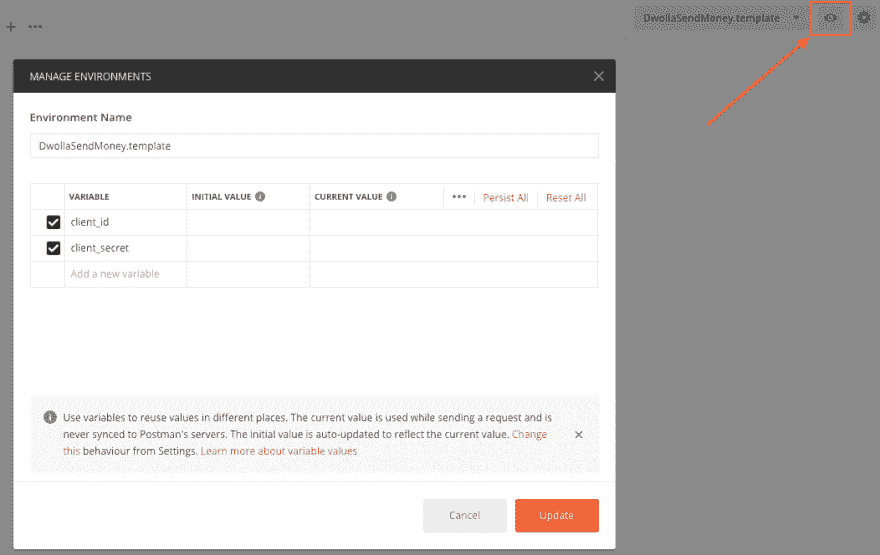 DwollaSendMoney.template
MANAGE ENVIRONMENTS
Environment Name
DwollaSendMoney.template
VARIABLE INITIAL VALUE CURRENT VALUE Persist All Reset All
client_id
client_secret
Add a new variable
Use variables to reuse values in different places. The current value is used while sending a request and is
never synced to Postman's servers. The initial value is auto-updated to reflect the current value. Change
this behaviour from Settings. Learn more about variable values
Cancel Update